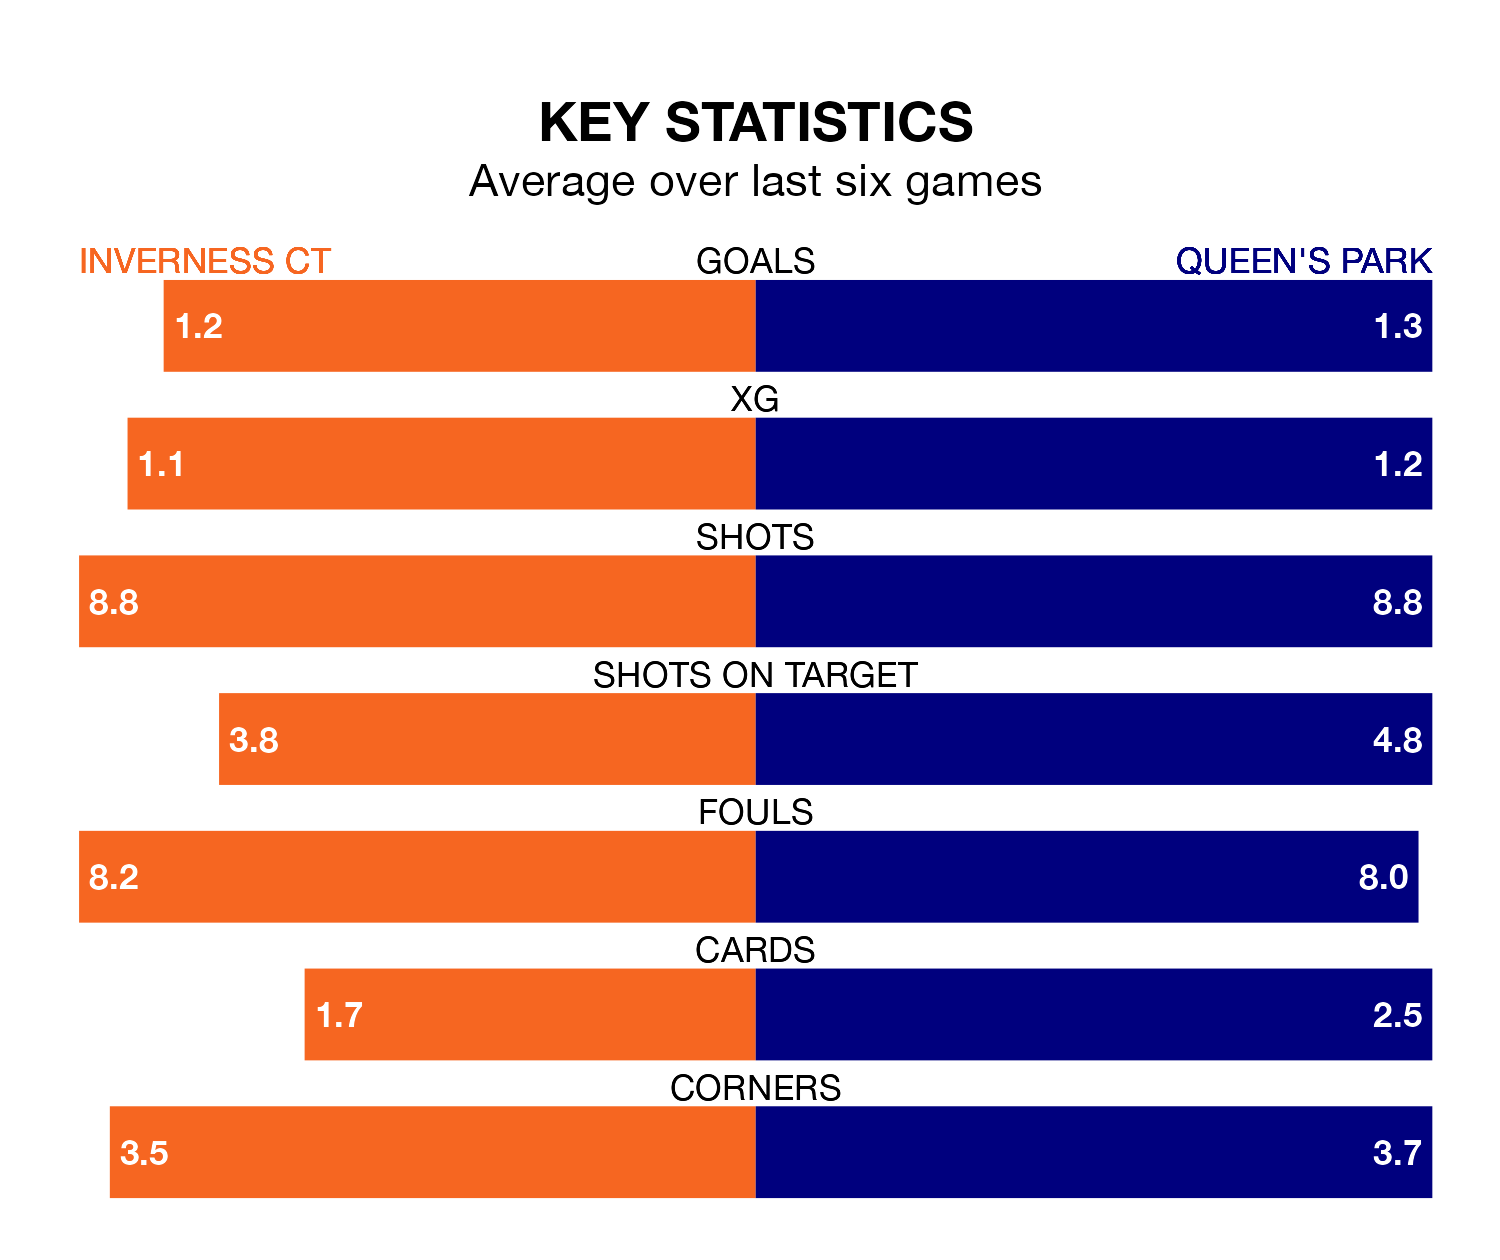 KEY STATISTICS
Average over last six games
INVERNESS CT GOALS QUEEN'S PARK
1.2 1.3
XG
1.1 1.2
SHOTS
8.8 8.8
SHOTS ON TARGET
3.8 4.8
FOULS
8.2 8.0
CARDS
1.7 2.5
CORNERS
3.5 3.7